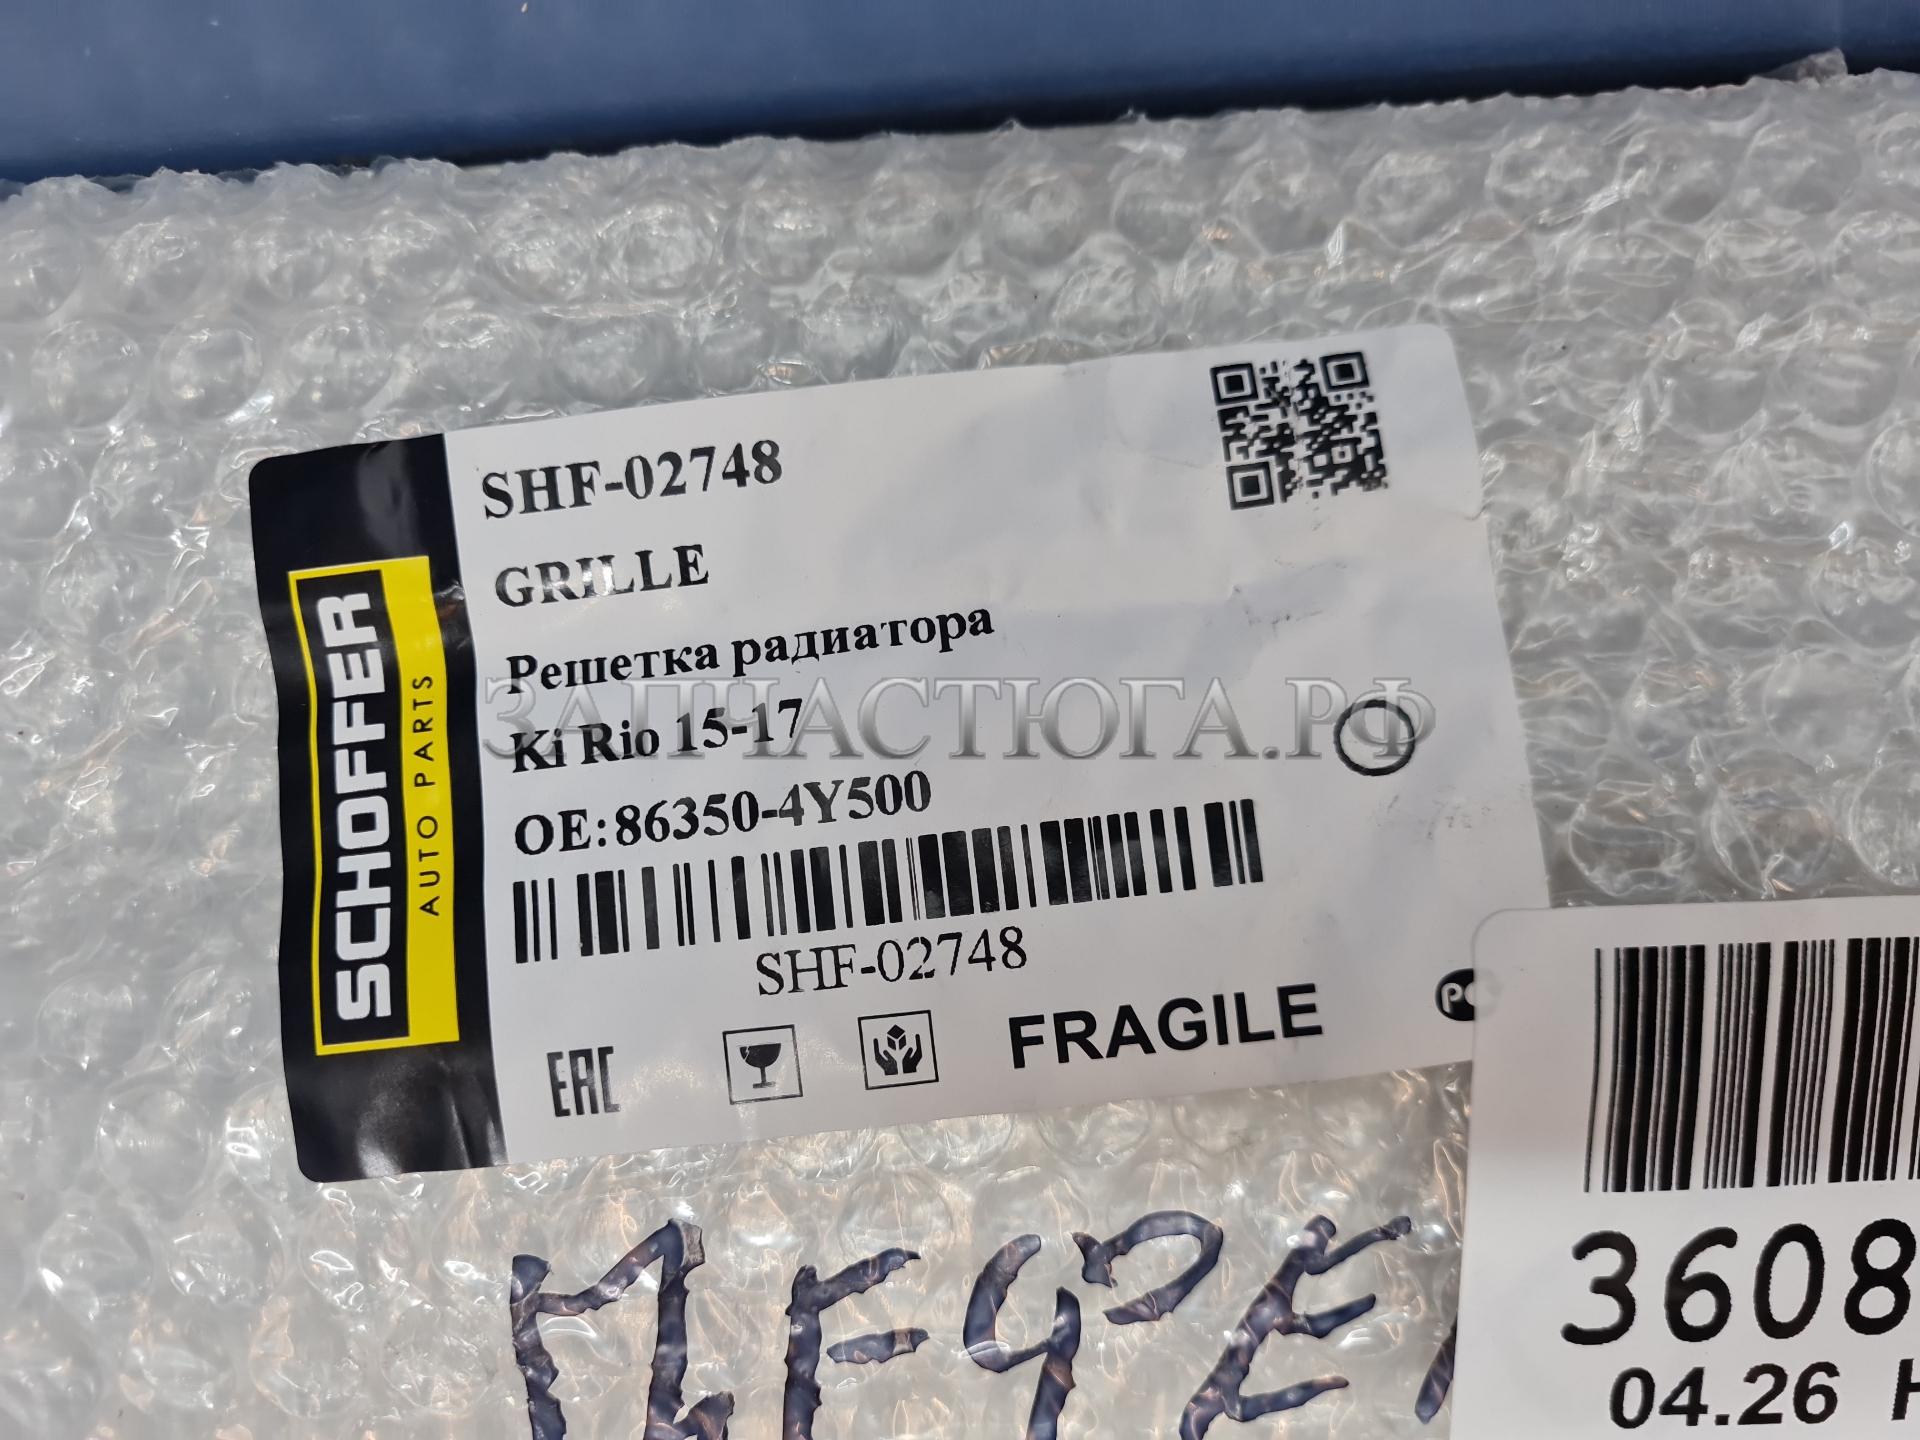 SHF-02748
GRILLE
Решетка радиатора
Ki Rio 15-17
OE:86350-4Y500
SHF-02748
EAC
FRAGILE
SCHOFFER
AUTO PARTS
ЗАПЧАСТЮГА.РФ
3608
04.26 Н